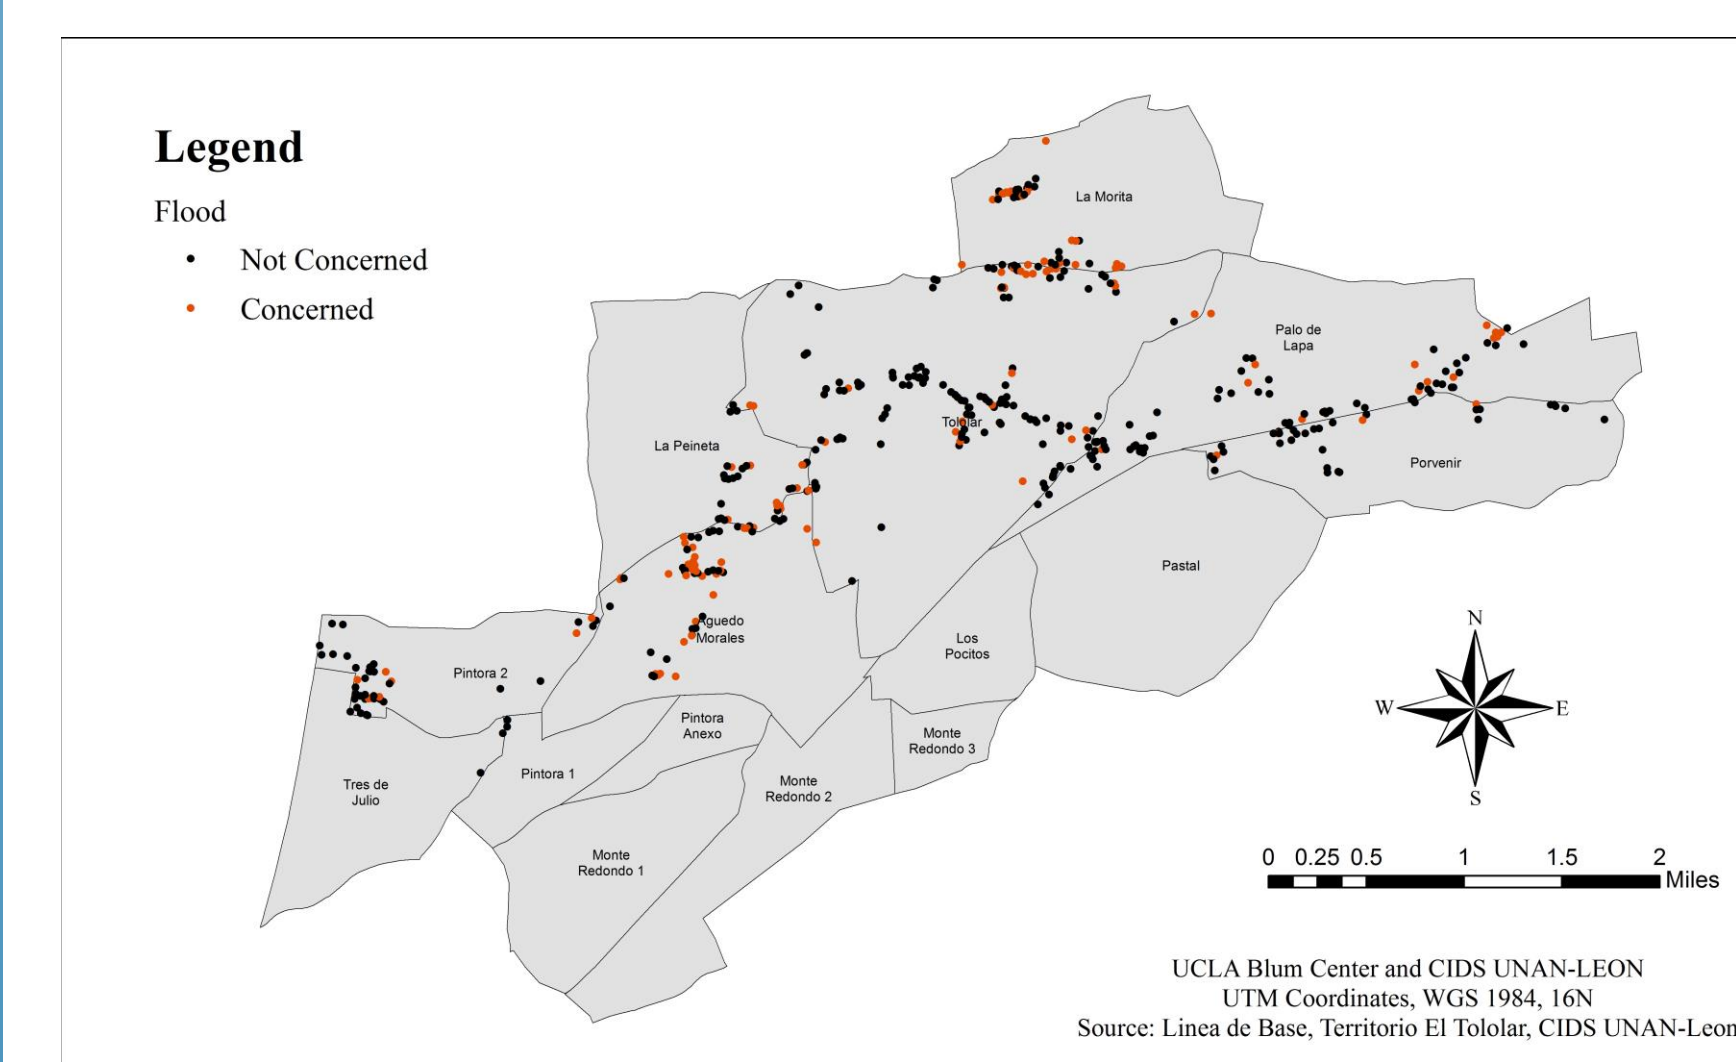 Legend
Flood
Not Concerned
Concerned
La Morita
Palo de
Lapa
Tololar
La Peineta
Porvenir
Pastal
Aguedo
Morales
Los
Pocitos
Pintora 2
Pintora
Anexo
Monte
Redondo 3
Pintora 1
Tres de
Julio
Monte
Redondo 2
Monte
Redondo 1
N
W
E
S
0 0.25 0.5 1 1.5 2
Miles
UCLA Blum Center and CIDS UNAN-LEON
UTM Coordinates, WGS 1984, 16N
Source: Linea de Base, Territorio El Tololar, CIDS UNAN-Leon